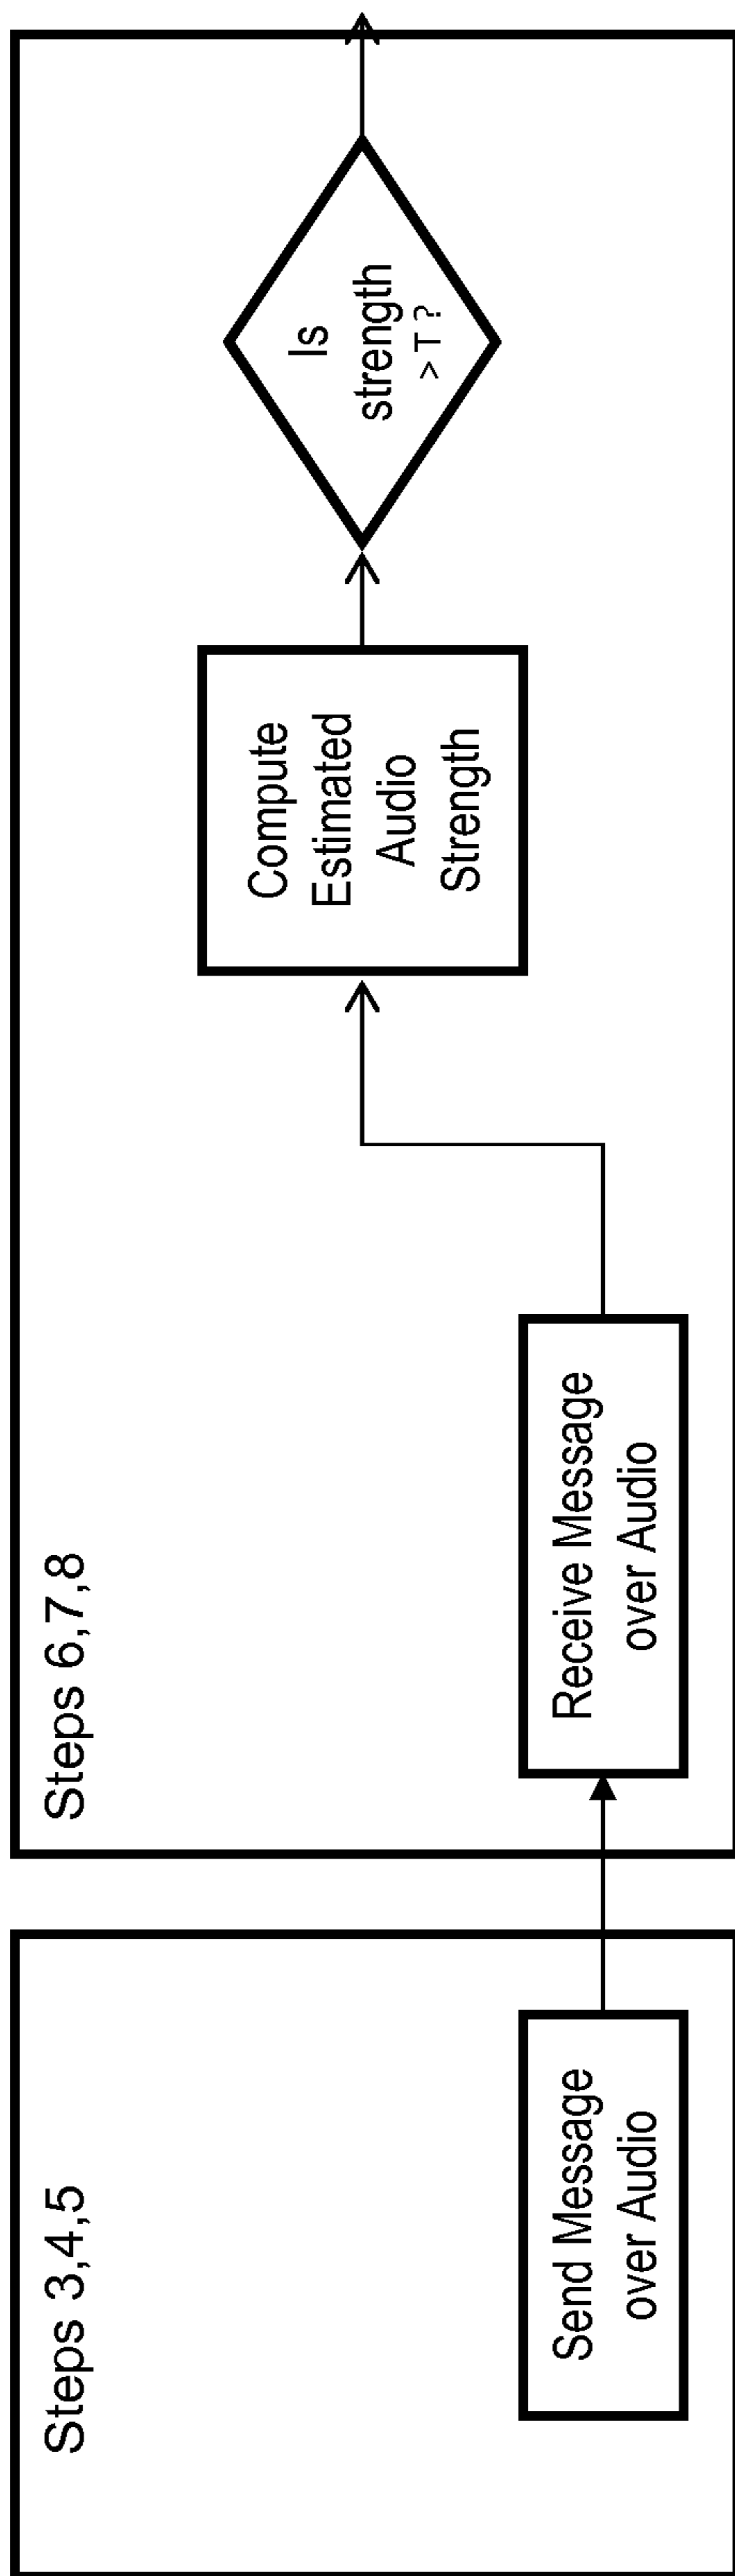 Steps 3,4,5
Send Message
over Audio
Steps 6,7,8
Receive Message
over Audio
Compute
Estimated
Audio
Strength
Is
strength
> T ?